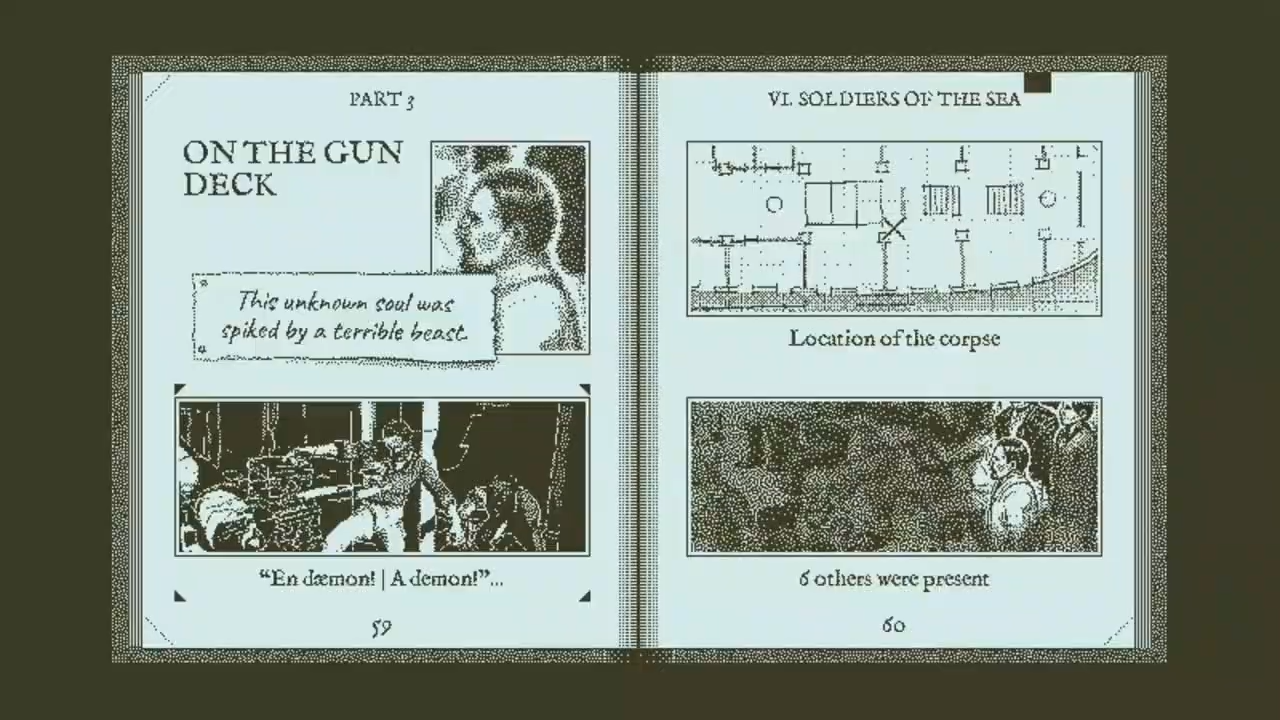 PART 3
ON THE GUN
DECK
This unknown soul was
spiked by a terrible beast.
“En dæmon! | A demon!”...
59
VI. SOLDIERS OF THE SEA
Location of the corpse
6 others were present
60